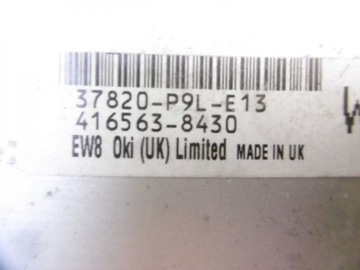 37820-P9L-E13
416563-8430
EW8 Oki (UK) Limited MADE IN UK